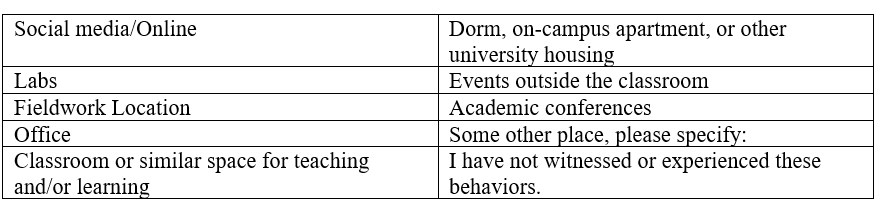 Social media/Online
Dorm, on-campus apartment, or other
university housing
Labs
Events outside the classroom
Fieldwork Location
Academic conferences
Office
Some other place, please specify:
Classroom or similar space for teaching
and/or learning
I have not witnessed or experienced these
behaviors.